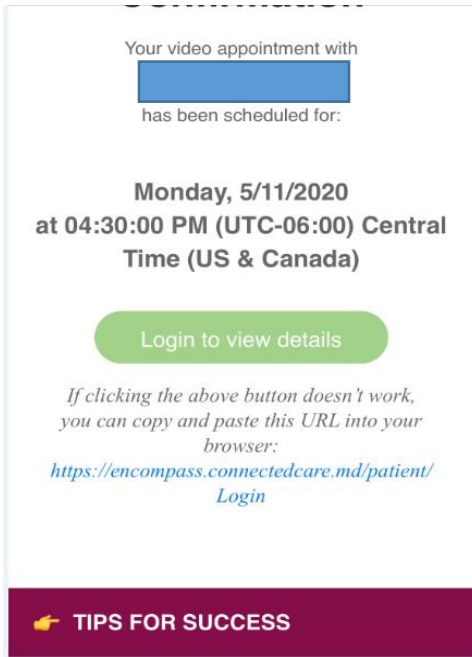 Your video appointment with
has been scheduled for:
Monday, 5/11/2020
at 04:30:00 PM (UTC-06:00) Central
Time (US & Canada)
Login to view details
If clicking the above button doesn't work,
you can copy and paste this URL into your
browser:
https://encompass.connectedcare.md/patient/
Login
👉 TIPS FOR SUCCESS